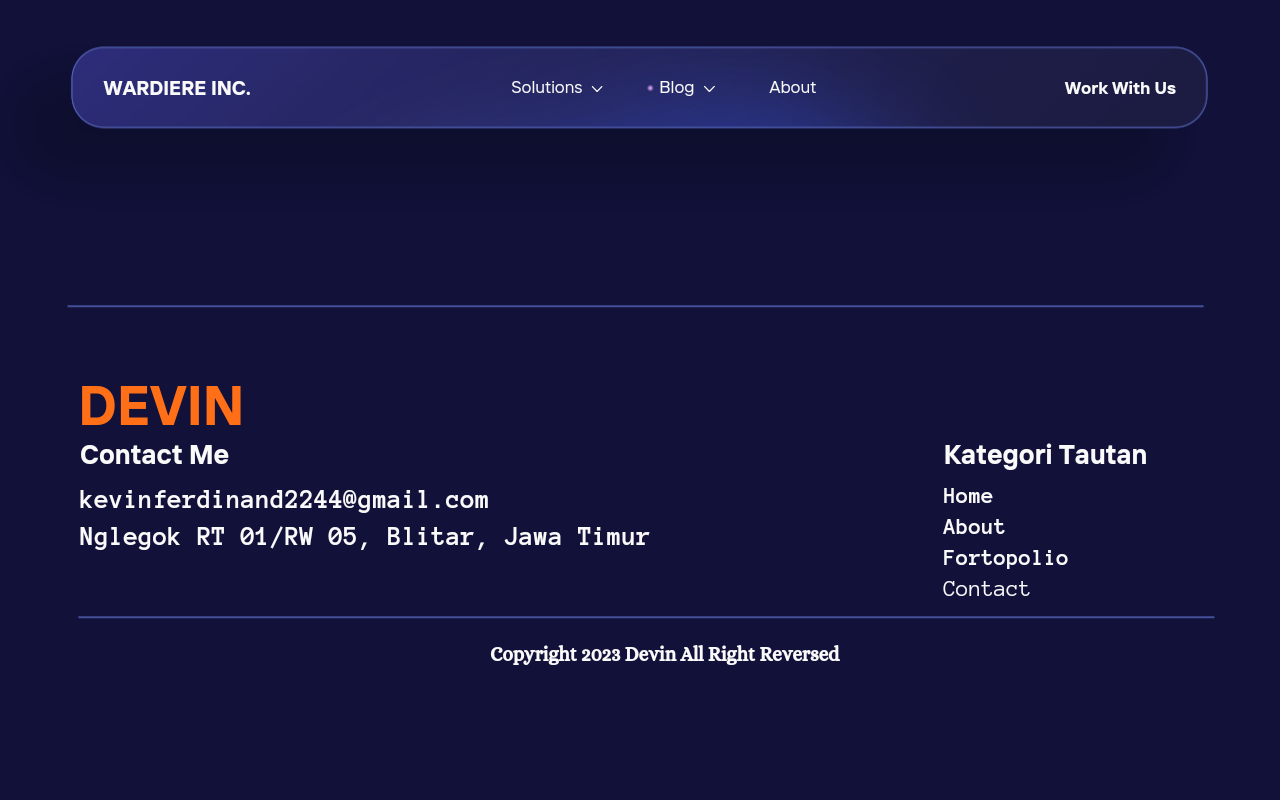 WARDIERE INC.
Solutions
Blog
About
Work With Us
DEVIN
Contact Me
kevinferdinand2244@gmail.com
Nglegok RT 01/RW 05, Blitar, Jawa Timur
Kategori Tautan
Home
About
Fortopolio
Contact
Copyright 2023 Devin All Right Reversed